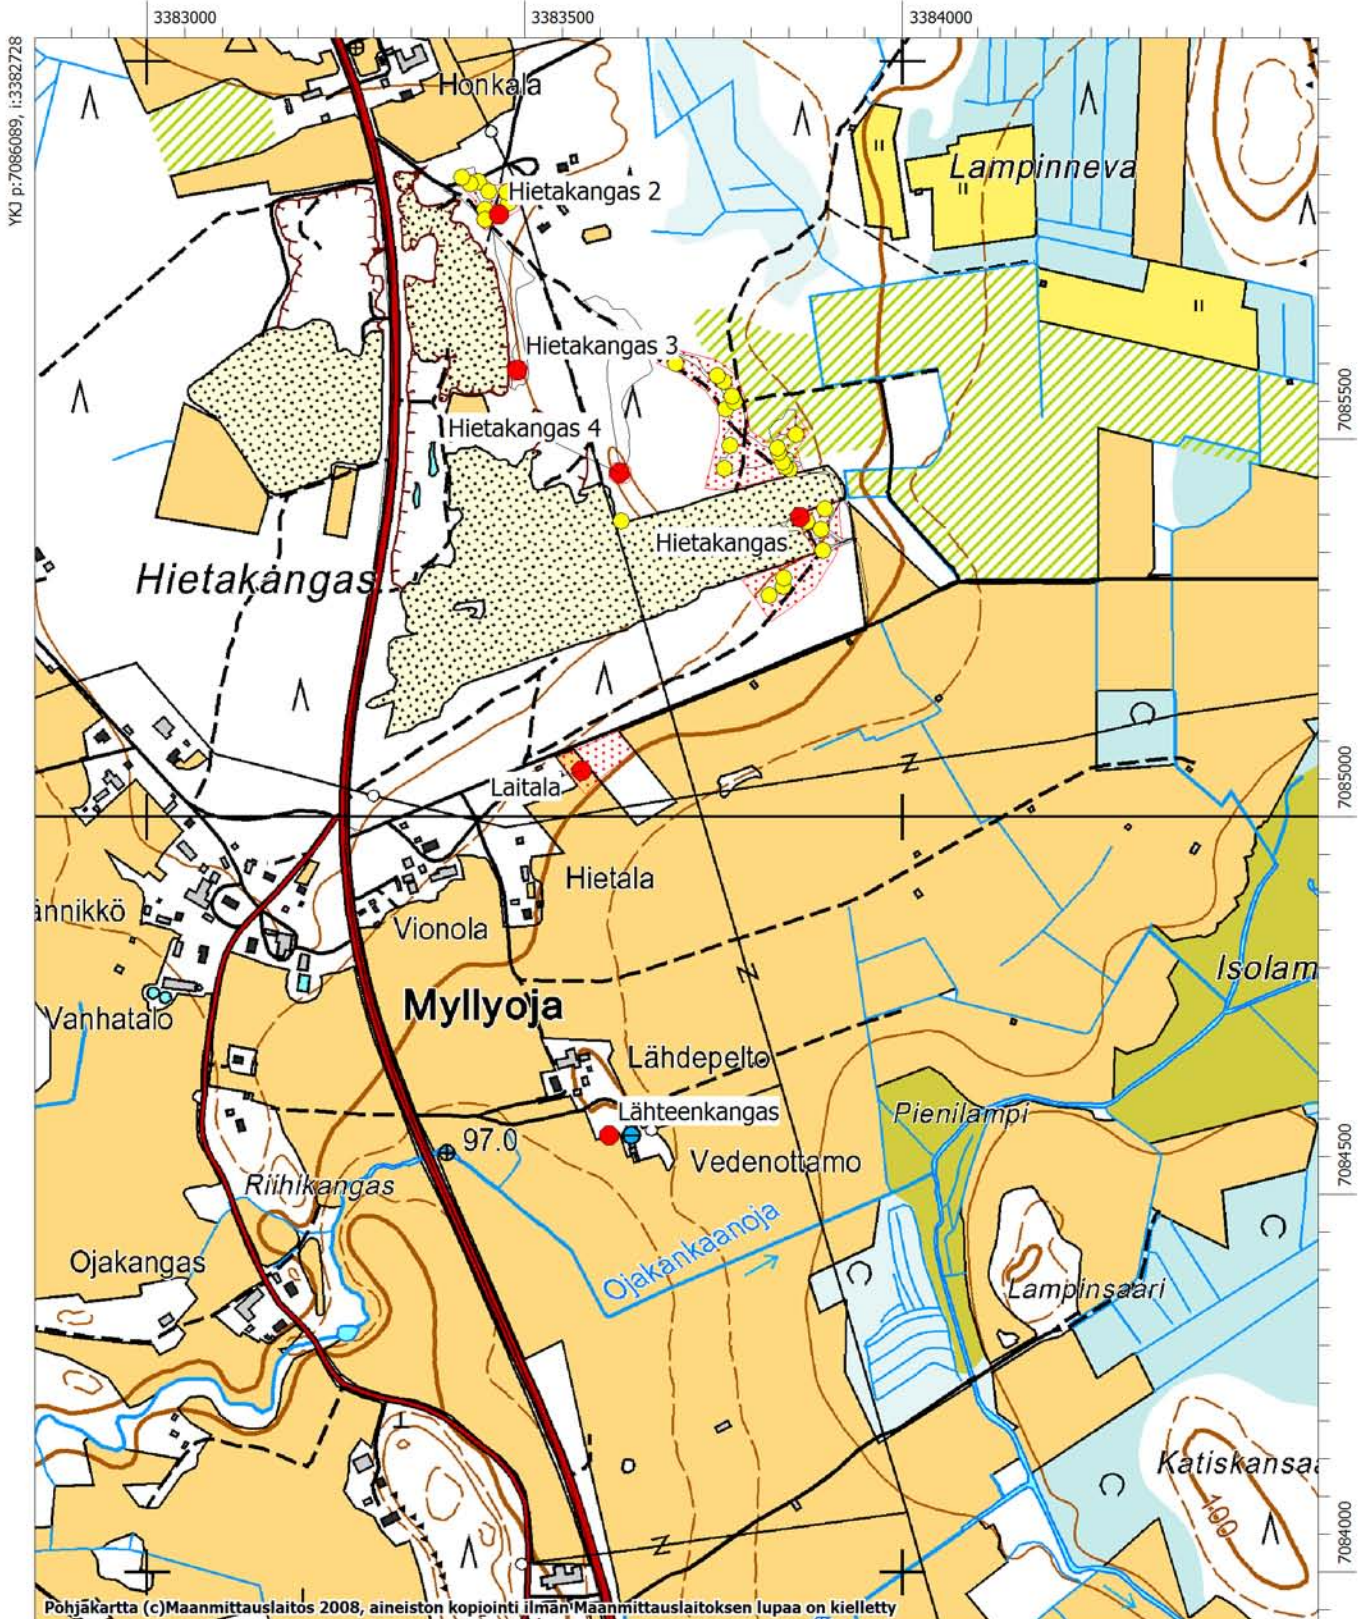 3383000
3383500
3384000
YKJ p:7086089, i:3382728
Honkala
Lampinneva
Hietakangas 2
Hietakangas 3
7085500
Hietakangas 4
Hietakangas
Hietakangas
7085000
Laitala
N
Hietala
ännikkö
Vionola
N
Isolam
Vanhatalo
Myllyoja
Lähdepelto
Lähteenkangas
Pienilampi
97.0
Vedenottamo
7084500
Riihikangas
Ojakankaanoja
Ojakangas
Lampinsaari
Katiskansaa
100
7084000
N
Pohjakartta (c)Maanmittauslaitos 2008, aineiston kopiointi ilman Maanmittauslaitoksen lupaa on kielletty